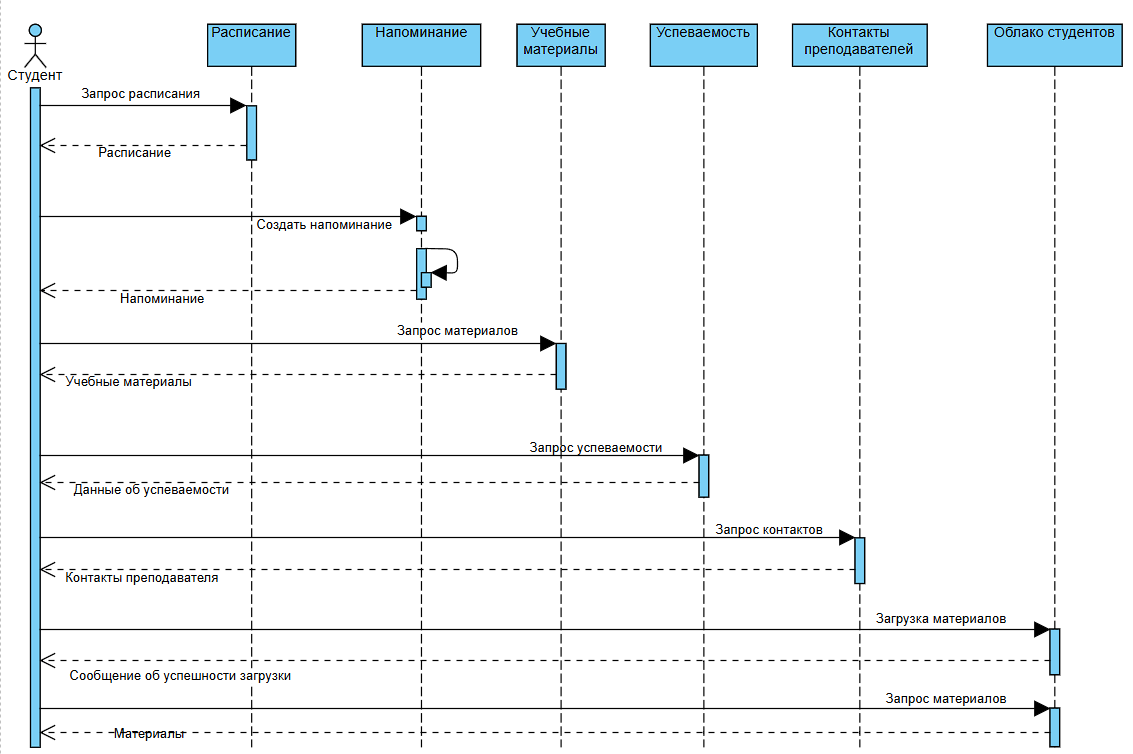 Расписание
Напоминание
Учебные
материалы
Успеваемость
Контакты
преподавателей
Облако студентов
Студент
Запрос расписания
Расписание
Создать напоминание
Напоминание
Запрос материалов
Учебные материалы
Запрос успеваемости
Данные об успеваемости
Запрос контактов
Контакты преподавателя
Загрузка материалов
Сообщение об успешности загрузки
Запрос материалов
Материалы